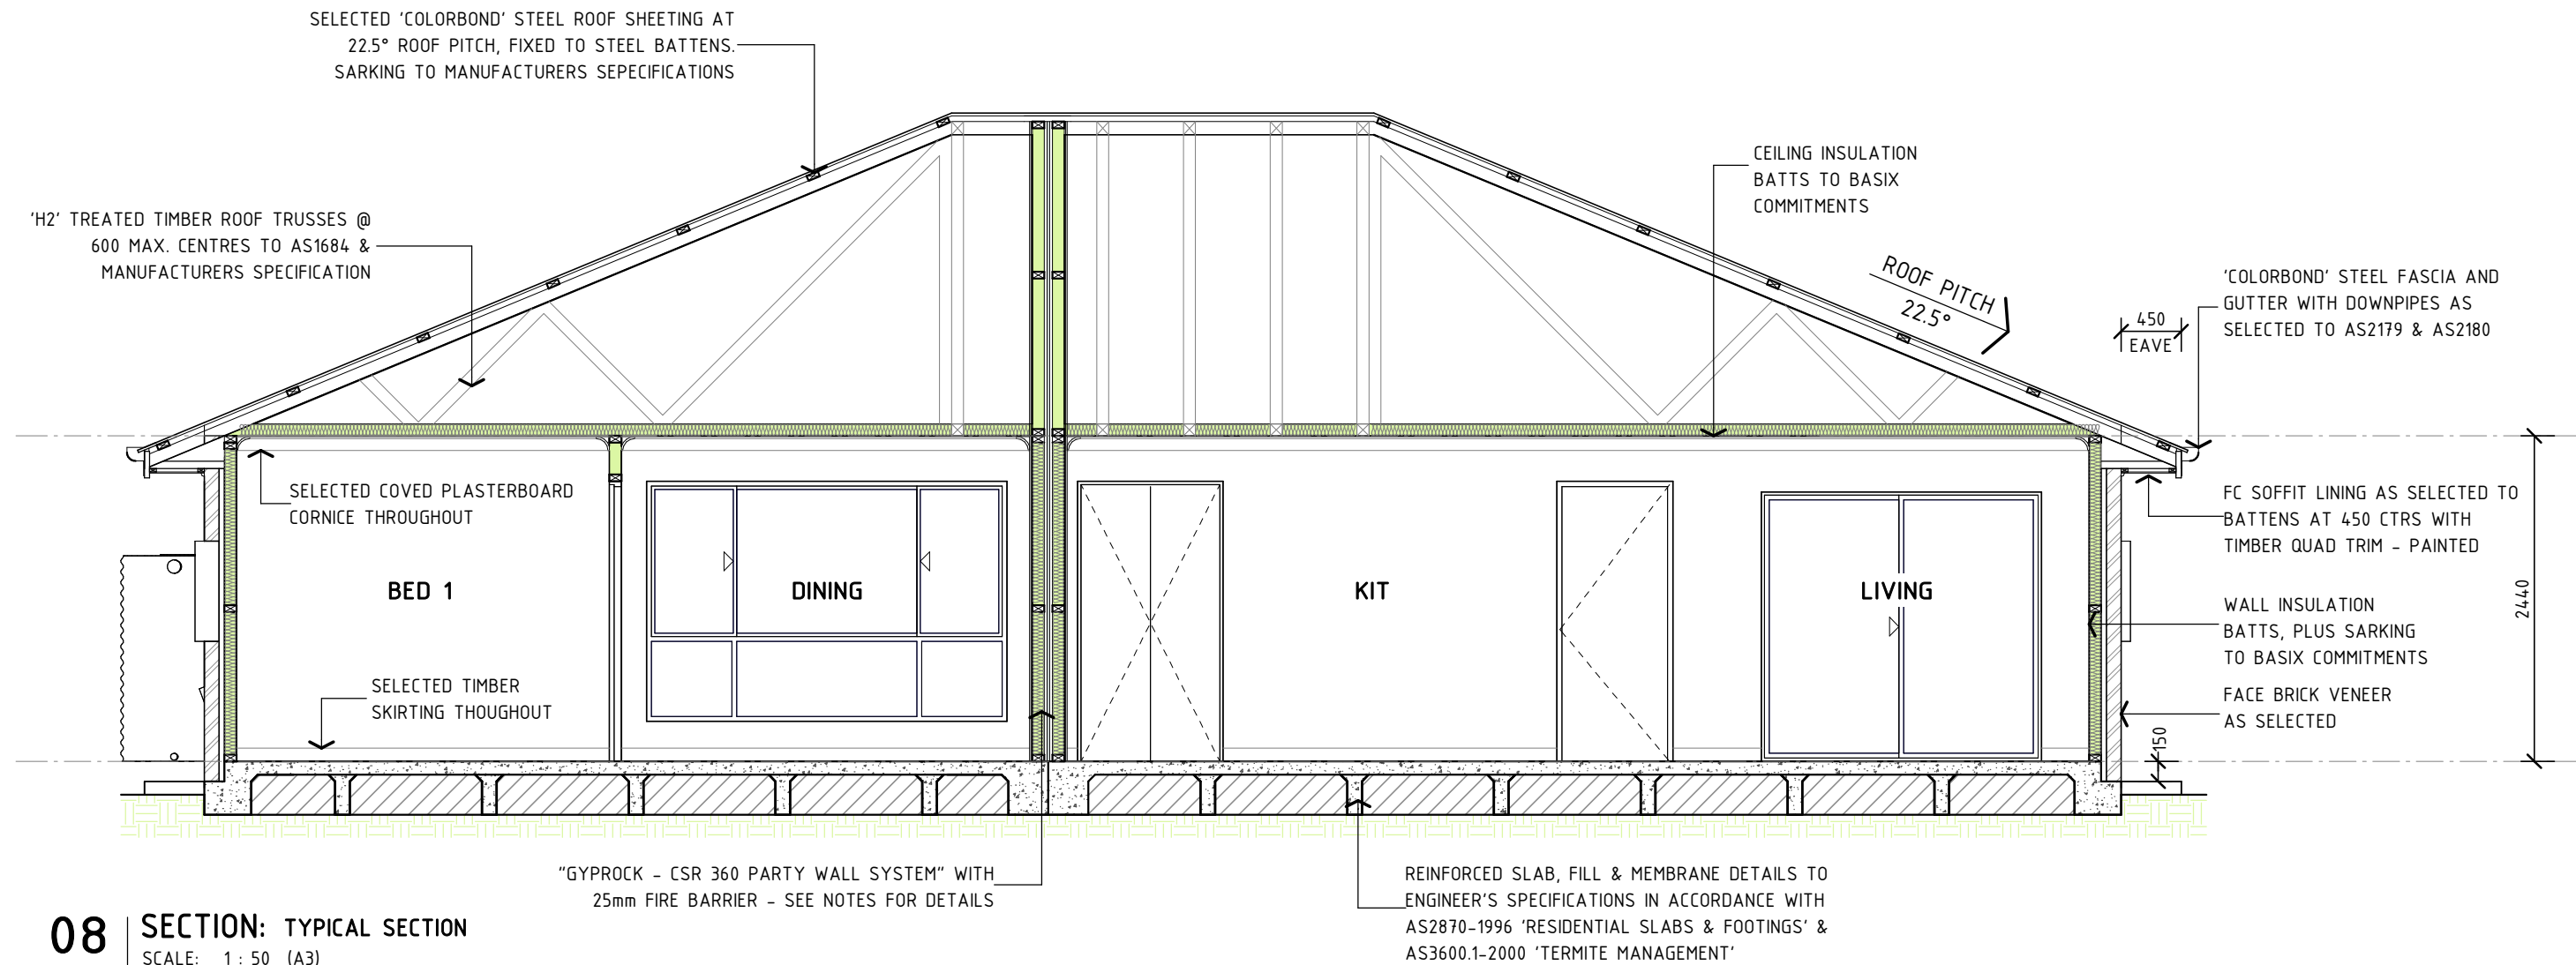 SELECTED 'COLORBOND' STEEL ROOF SHEETING AT
22.5° ROOF PITCH, FIXED TO STEEL BATTENS.
SARKING TO MANUFACTURERS SEPECIFICATIONS
'H2' TREATED TIMBER ROOF TRUSSES @
600 MAX. CENTRES TO AS1684 &
MANUFACTURERS SPECIFICATION
CEILING INSULATION
BATTS TO BASIX
COMMITMENTS
ROOF PITCH
22.5°
450
EAVE
'COLORBOND' STEEL FASCIA AND
GUTTER WITH DOWNPIPES AS
SELECTED TO AS2179 & AS2180
SELECTED COVED PLASTERBOARD
CORNICE THROUGHOUT
FC SOFFIT LINING AS SELECTED TO
BATTENS AT 450 CTRS WITH
TIMBER QUAD TRIM - PAINTED
BED 1
DINING
KIT
LIVING
2440
WALL INSULATION
BATTS, PLUS SARKING
TO BASIX COMMITMENTS
SELECTED TIMBER
SKIRTING THOUGHOUT
FACE BRICK VENEER
AS SELECTED
150
"GYPROCK - CSR 360 PARTY WALL SYSTEM" WITH
25mm FIRE BARRIER - SEE NOTES FOR DETAILS
REINFORCED SLAB, FILL & MEMBRANE DETAILS TO
ENGINEER'S SPECIFICATIONS IN ACCORDANCE WITH
AS2870-1996 'RESIDENTIAL SLABS & FOOTINGS' &
AS3600.1-2000 'TERMITE MANAGEMENT'
08
SECTION: TYPICAL SECTION
SCALE: 1 : 50 (A3)